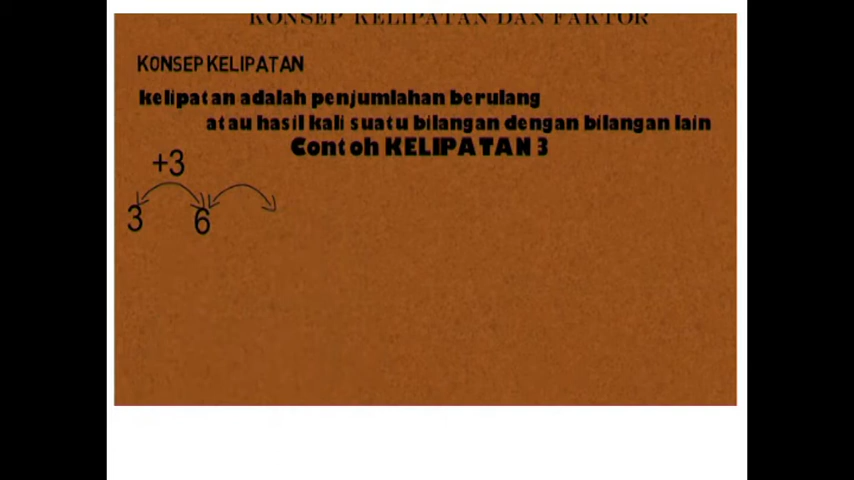 KONSEP KELIPATAN DAN FAKTOR
KONSEP KELIPATAN
kelipatan adalah penjumlahan berulang
atau hasil kali suatu bilangan dengan bilangan lain
Contoh KELIPATAN 3
+3
3 6